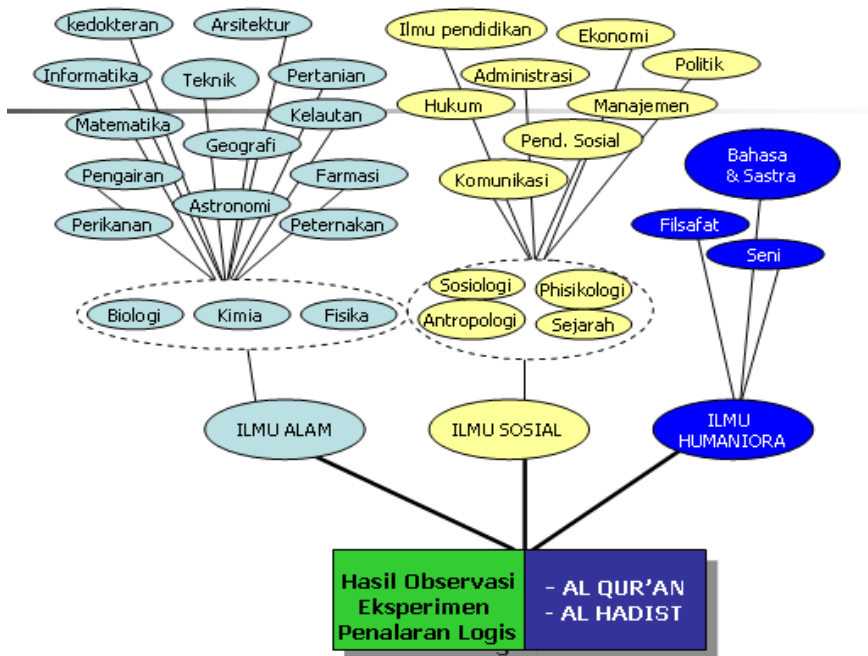 kedokteran
Arsitektur
Informatika
Teknik
Pertanian
Matematika
Kelautan
Geografi
Pengairan
Farmasi
Astronomi
Perikanan
Peternakan
Biologi
Kimia
Fisika
ILMU ALAM
Ilmu pendidikan
Ekonomi
Politik
Administrasi
Hukum
Manajemen
Pend. Sosial
Komunikasi
Sosiologi
Phisikologi
Antropologi
Sejarah
ILMU SOSIAL
Bahasa
& Sastra
Filsafat
Seni
ILMU
HUMANIORA
Hasil Observasi
Eksperimen
Penalaran Logis
- AL QUR’AN
- AL HADIST